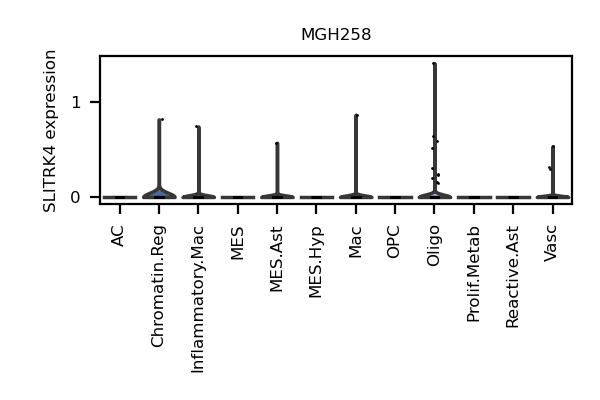 MGH258
SLITRK4 expression
1
0
AC
Chromatin.Reg
Inflammatory.Mac
MES
MES.Ast
MES.Hyp
Mac
OPC
Oligo
Prolif.Metab
Reactive.Ast
Vasc